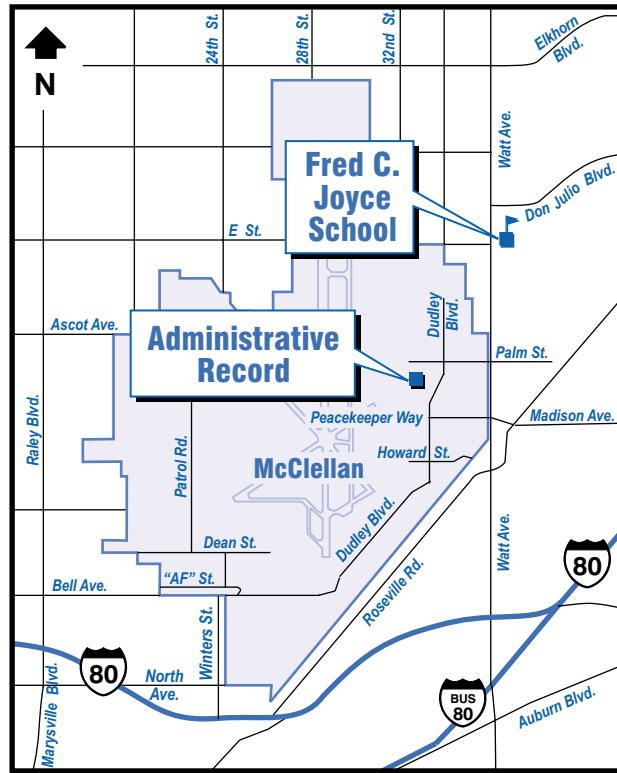 24th St.
28th St.
32nd St.
Elkhorn
Blvd.
N
Watt Ave.
Fred C.
Joyce
School
Don Julio Blvd.
E St.
Dudley
Blvd.
Ascot Ave.
Administrative
Record
Palm St.
Raley Blvd.
Patrol Rd.
Peacekeeper Way
Madison Ave.
McClellan
Howard St.
Dudley Blvd.
Dean St.
Watt Ave.
80
"AF" St.
Bell Ave.
Roseville Rd.
Winters St.
80
North
Ave.
Marysville Blvd.
BUS
80
Auburn Blvd.